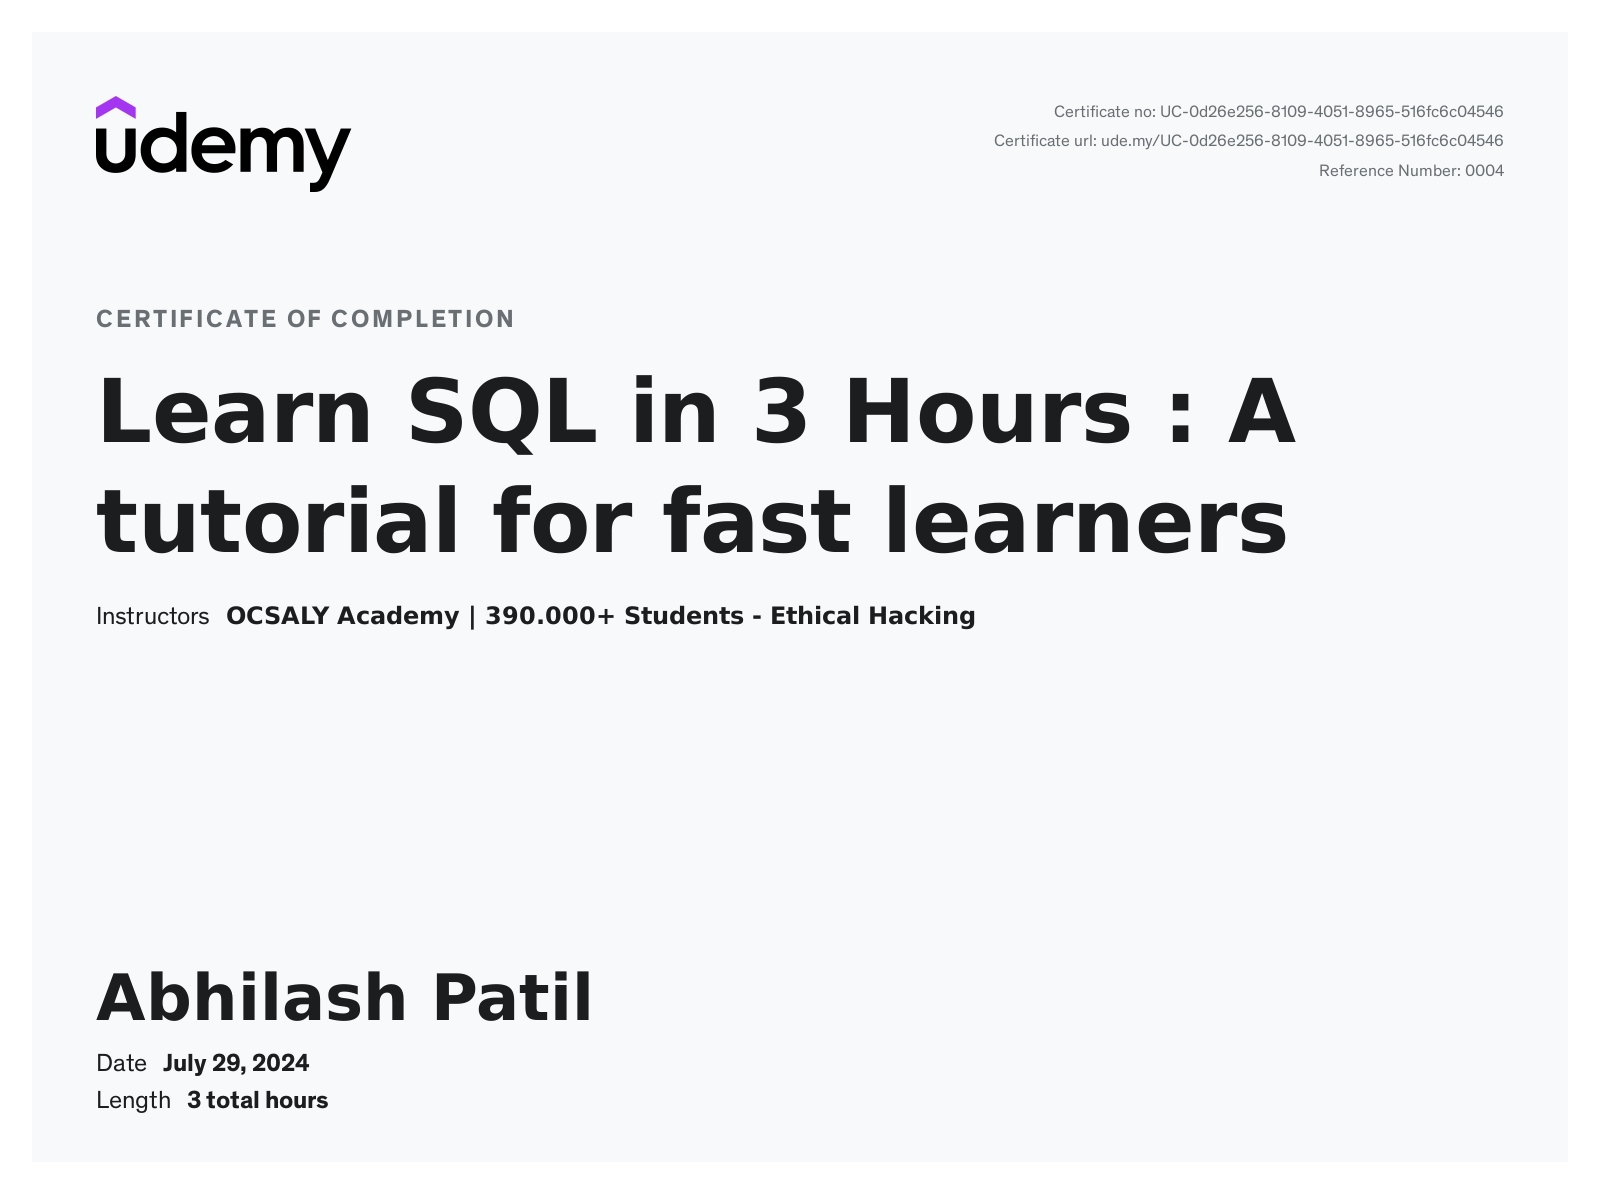 udemy
Certificate no: UC-0d26e256-8109-4051-8965-516fc6c04546
Certificate url: ude.my/UC-0d26e256-8109-4051-8965-516fc6c04546
Reference Number: 0004
CERTIFICATE OF COMPLETION
Learn SQL in 3 Hours : A
tutorial for fast learners
Instructors OCSALY Academy | 390.000+ Students - Ethical Hacking
Abhilash Patil
Date July 29, 2024
Length 3 total hours